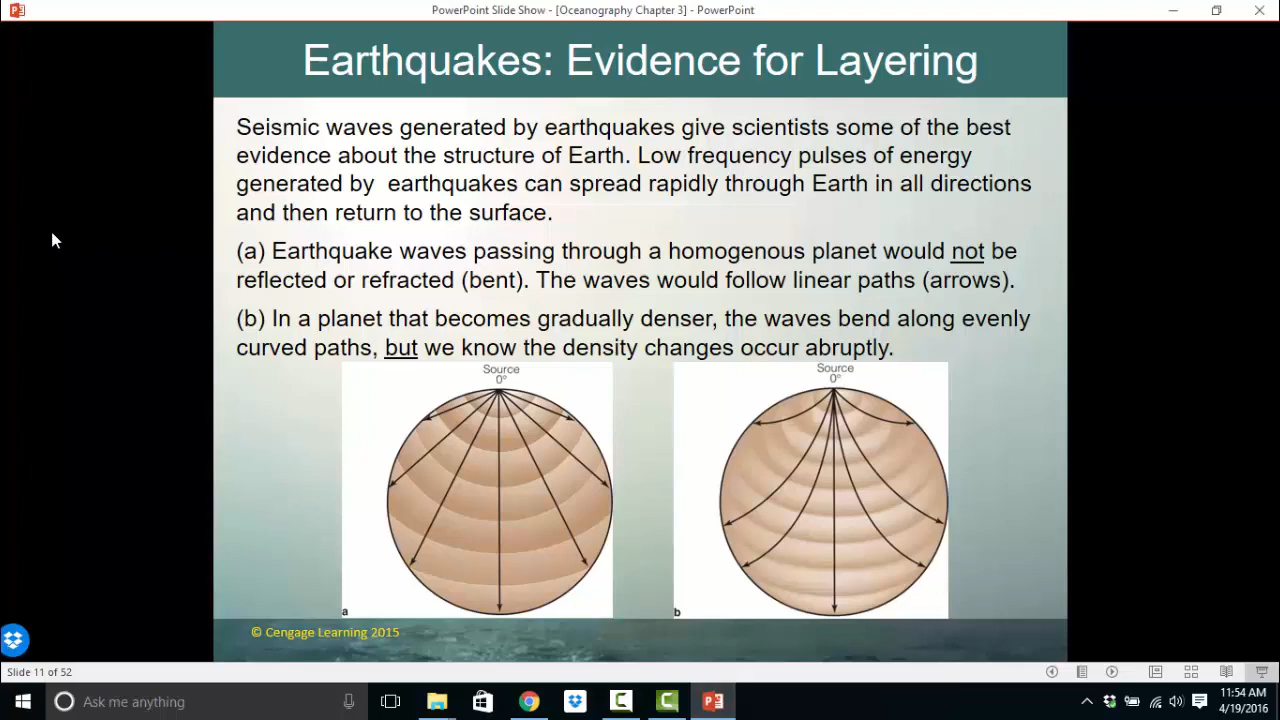 PowerPoint Slide Show - [Oceanography Chapter 3] - PowerPoint
Earthquakes: Evidence for Layering
Seismic waves generated by earthquakes give scientists some of the best
evidence about the structure of Earth. Low frequency pulses of energy
generated by  earthquakes can spread rapidly through Earth in all directions
and then return to the surface.
(a) Earthquake waves passing through a homogenous planet would not be
reflected or refracted (bent). The waves would follow linear paths (arrows).
(b) In a planet that becomes gradually denser, the waves bend along evenly
curved paths, but we know the density changes occur abruptly.
Source
0°
a
Source
0°
b
© Cengage Learning 2015
Slide 11 of 52
Ask me anything
11:54 AM
4/19/2016